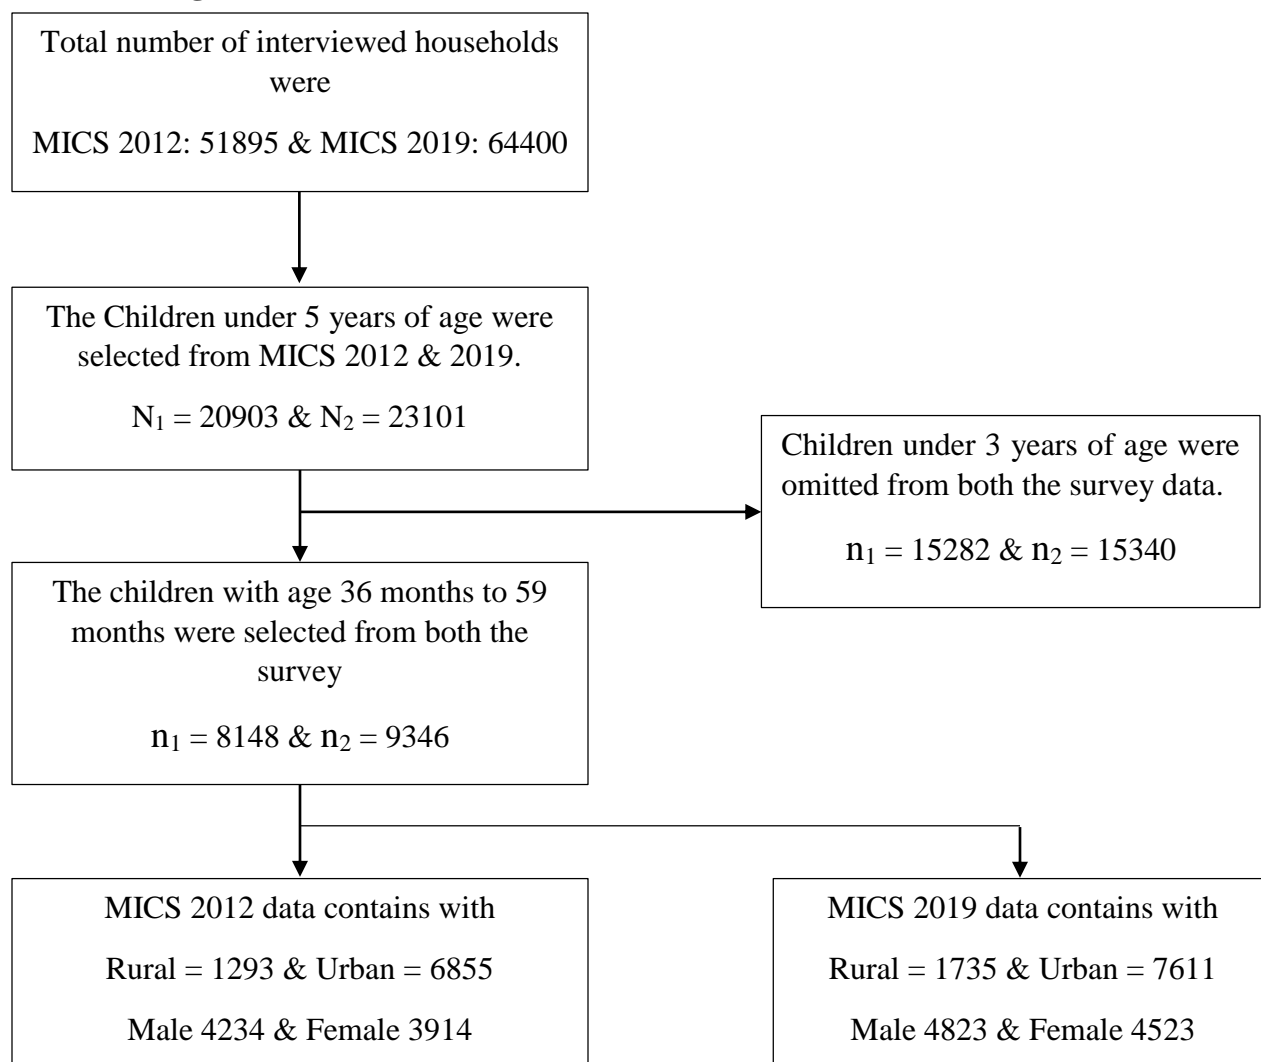 Total number of interviewed households
were
MICS 2012: 51895 & MICS 2019: 64400
The Children under 5 years of age were
selected from MICS 2012 & 2019.
N₁ = 20903 & N₂ = 23101
Children under 3 years of age were
omitted from both the survey data.
n₁ = 15282 & n₂ = 15340
The children with age 36 months to 59
months were selected from both the
survey
n₁ = 8148 & n₂ = 9346
MICS 2012 data contains with
Rural = 1293 & Urban = 6855
Male 4234 & Female 3914
MICS 2019 data contains with
Rural = 1735 & Urban = 7611
Male 4823 & Female 4523